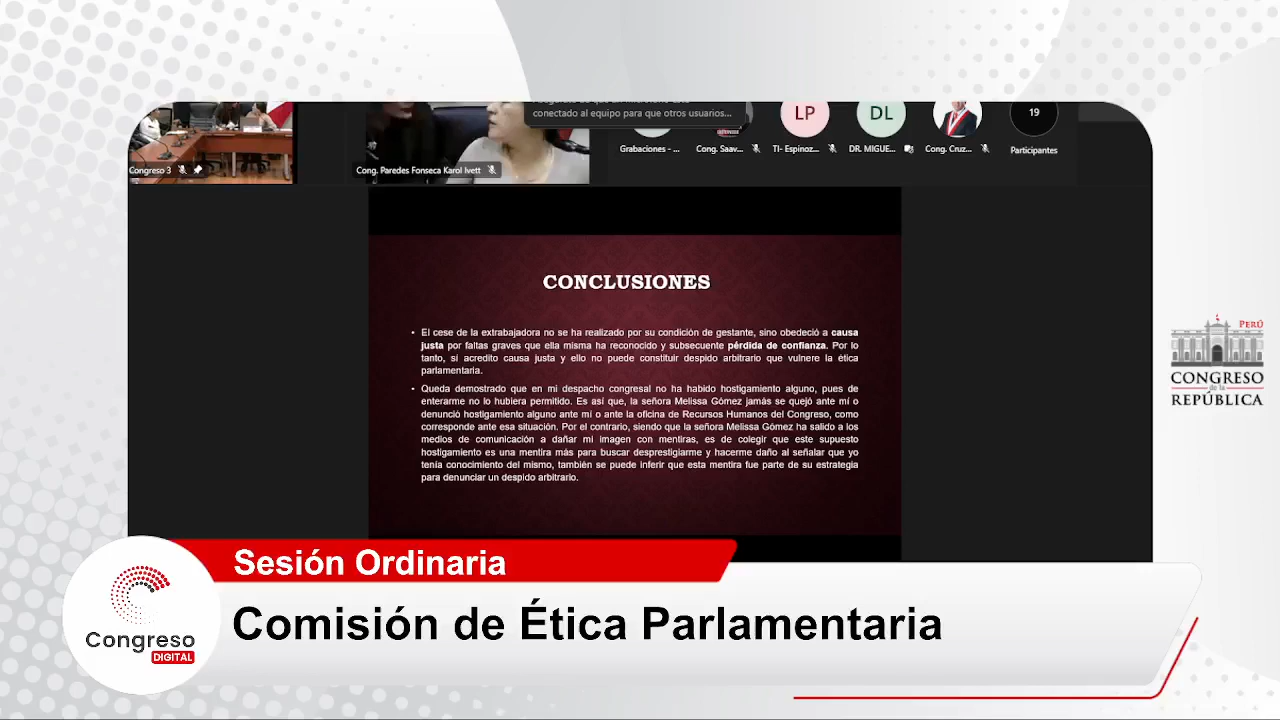 conectado al equipo para que otros usuarios...
LP
DL
19
Grabaciones - ...
Cong. Saav...
TI- Espinoz...
DR. MIGUE...
Cong. Cruz...
Participantes
Congreso 3
Cong. Paredes Fonseca Karol Ivett
CONCLUSIONES
• El cese de la extrabajadora no se ha realizado por su condición de gestante, sino obedeció a causa
justa por faltas graves que ella misma ha reconocido y subsecuente pérdida de confianza. Por lo
tanto, sí acredito causa justa y ello no puede constituir despido arbitrario que vulnere la ética
parlamentaria.
• Queda demostrado que en mi despacho congresal no ha habido hostigamiento alguno, pues de
enterarme no lo hubiera permitido. Es así que, la señora Melissa Gómez jamás se quejó ante mí o
denunció hostigamiento alguno ante mí o ante la oficina de Recursos Humanos del Congreso, como
corresponde ante esa situación. Por el contrario, siendo que la señora Melissa Gómez ha salido a los
medios de comunicación a dañar mi imagen con mentiras, es de colegir que este supuesto
hostigamiento es una mentira más para buscar desprestigiarme y hacerme daño al señalar que yo
tenía conocimiento del mismo, también se puede inferir que esta mentira fue parte de su estrategia
para denunciar un despido arbitrario.
PERÚ
CONGRESO
de la
REPÚBLICA
Sesión Ordinaria
Comisión de Ética Parlamentaria
Congreso
DIGITAL